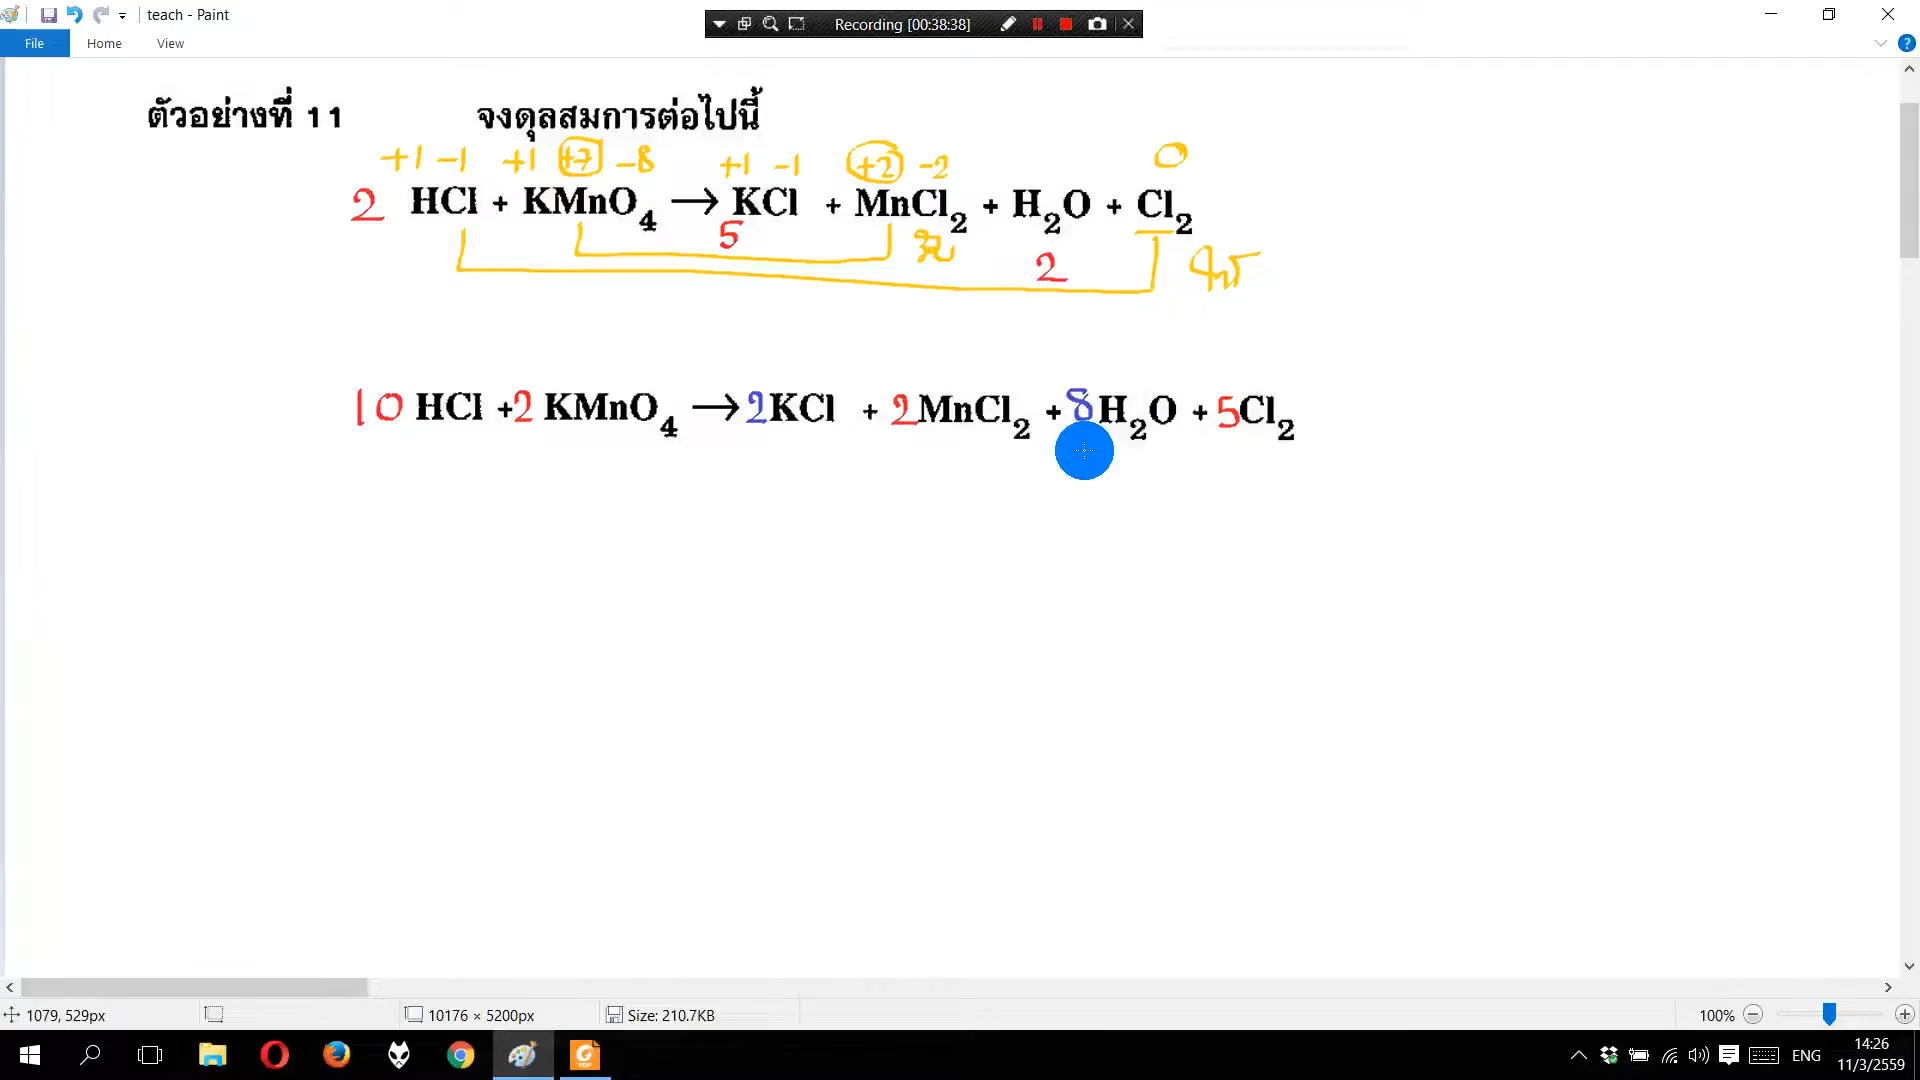 teach - Paint
Recording [00:38:38]
File Home View
ตัวอย่างที่ 11 จงดุลสมการต่อไปนี้
+1 -1 +1 +7 -8 +1 -1 +2 -2 0
2 HCl + KMnO4 → KCl + MnCl2 + H2O + Cl2
5 2
10 HCl +2 KMnO4 → 2KCl + 2MnCl2 + 8H2O + 5Cl2
1079, 529px 10176 × 5200px Size: 210.7KB 100%
ENG 14:26
11/3/2559